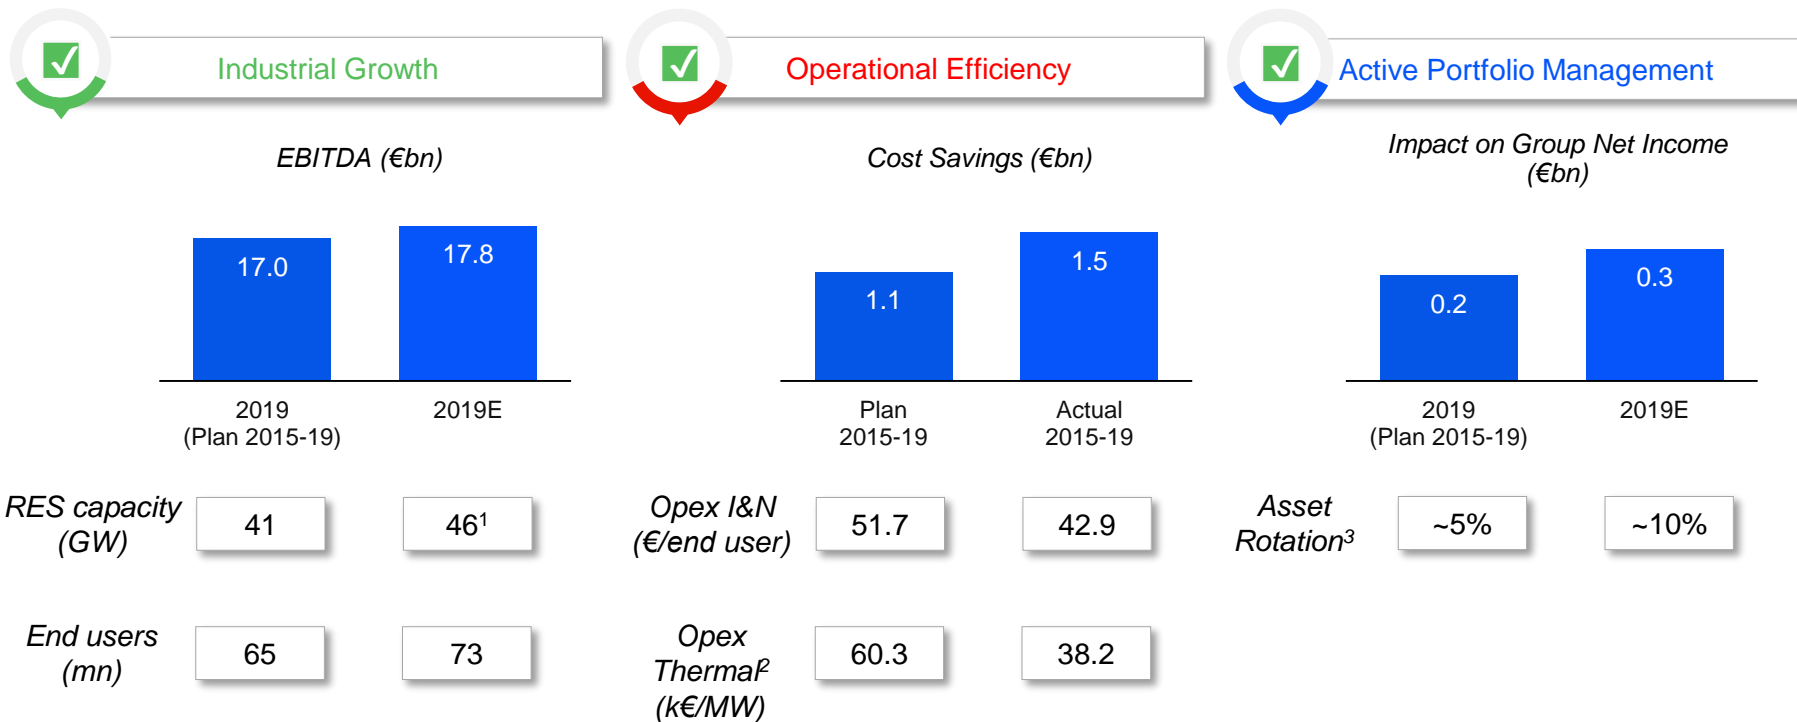 Industrial Growth
EBITDA (€bn)
17.0
17.8
2019
(Plan 2015-19)
2019E
RES capacity
(GW)
41
46¹
End users
(mn)
65
73
Operational Efficiency
Cost Savings (€bn)
1.1
1.5
Plan
2015-19
Actual
2015-19
Opex I&N
(€/end user)
51.7
42.9
Opex
Thermal²
(k€/MW)
60.3
38.2
Active Portfolio Management
Impact on Group Net Income
(€bn)
0.2
0.3
2019
(Plan 2015-19)
2019E
Asset
Rotation³
~5%
~10%